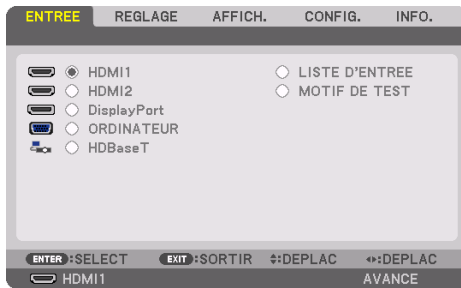 ENTREE REGLAGE AFFICH. CONFIG. INFO.
HDMI1
HDMI2
DisplayPort
ORDINATEUR
HDBaseT
LISTE D'ENTREE
MOTIF DE TEST
ENTER :SELECT EXIT :SORTIR :DEPLAC :DEPLAC
HDMI1 AVANCE